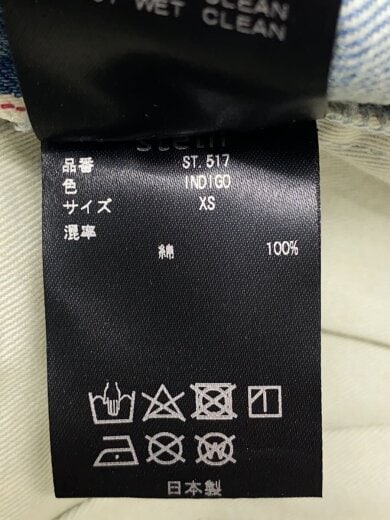 CLEAN
WET CLEAN
品番 ST.517
色 INDIGO
サイズ XS
混率
綿 100%
日本製